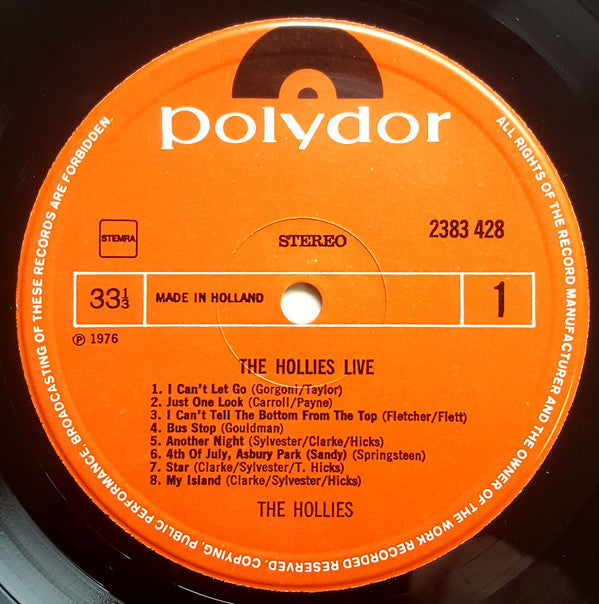 polydor
STEMRA
STEREO
2383 428
33⅓
MADE IN HOLLAND
1
℗ 1976
THE HOLLIES LIVE
1. I Can't Let Go (Gorgoni/Taylor)
2. Just One Look (Carroll/Payne)
3. I Can't Tell The Bottom From The Top (Fletcher/Flett)
4. Bus Stop (Gouldman)
5. Another Night (Sylvester/Clarke/Hicks)
6. 4th Of July, Asbury Park (Sandy) (Springsteen)
7. Star (Clarke/Sylvester/T. Hicks)
8. My Island (Clarke/Sylvester/Hicks)
THE HOLLIES
ALL RIGHTS OF THE RECORD MANUFACTURER AND THE OWNER OF THE WORK RECORDED RESERVED. COPYING, PUBLIC PERFORMANCE, BROADCASTING OF THESE RECORDS ARE FORBIDDEN.